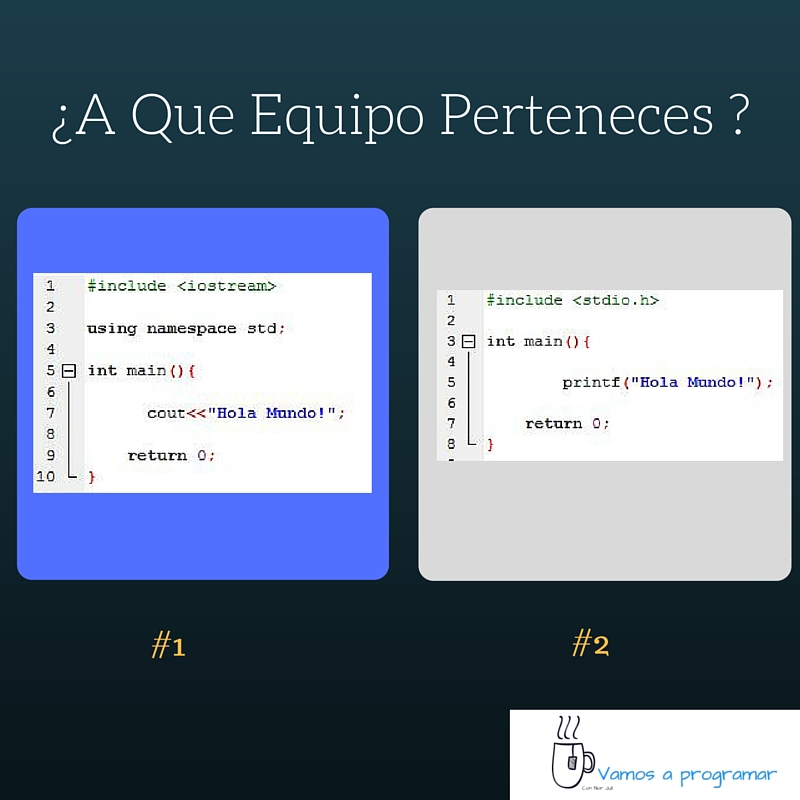 ¿A Que Equipo Perteneces ?
1 #include <iostream>
2
3 using namespace std;
4
5 int main(){
6
7 cout<<"Hola Mundo!";
8
9 return 0;
10 }
1 #include <stdio.h>
2
3 int main(){
4
5 printf("Hola Mundo!");
6
7 return 0;
8 }
#1
#2
Vamos a programar